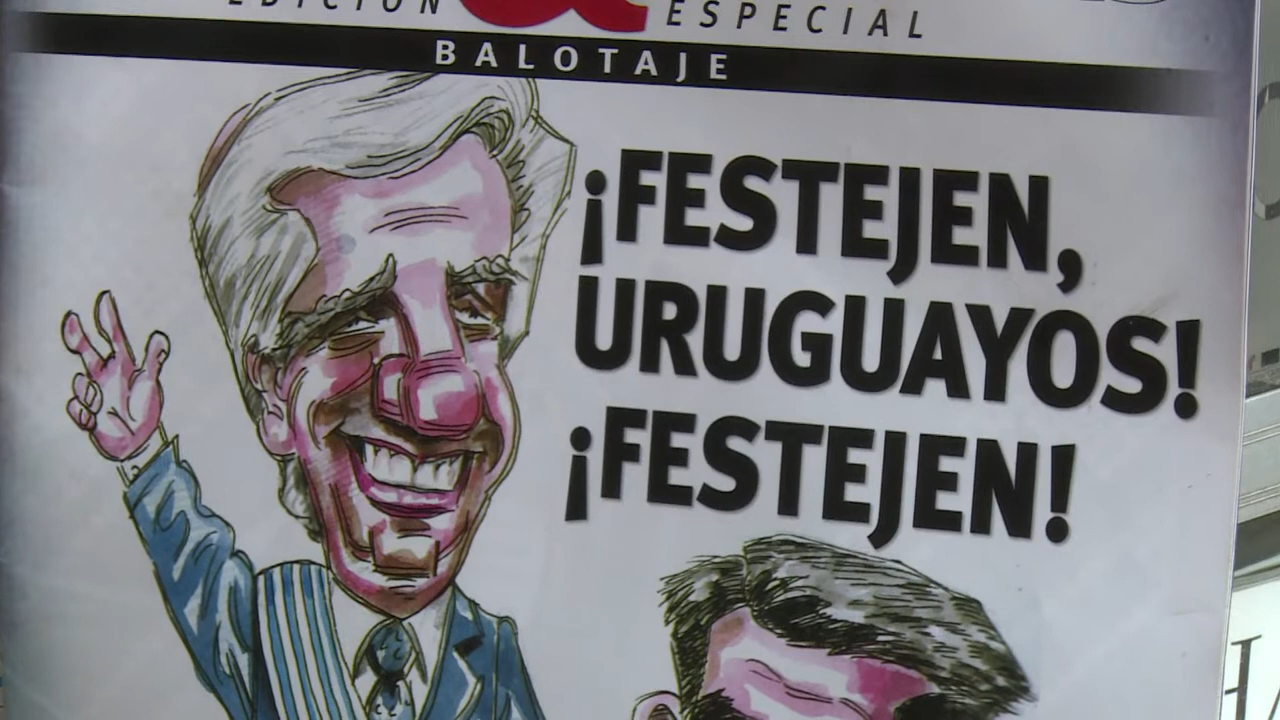 EDICIÓN ESPECIAL
BALOTAJE
¡FESTEJEN,
URUGUAYOS!
¡FESTEJEN!